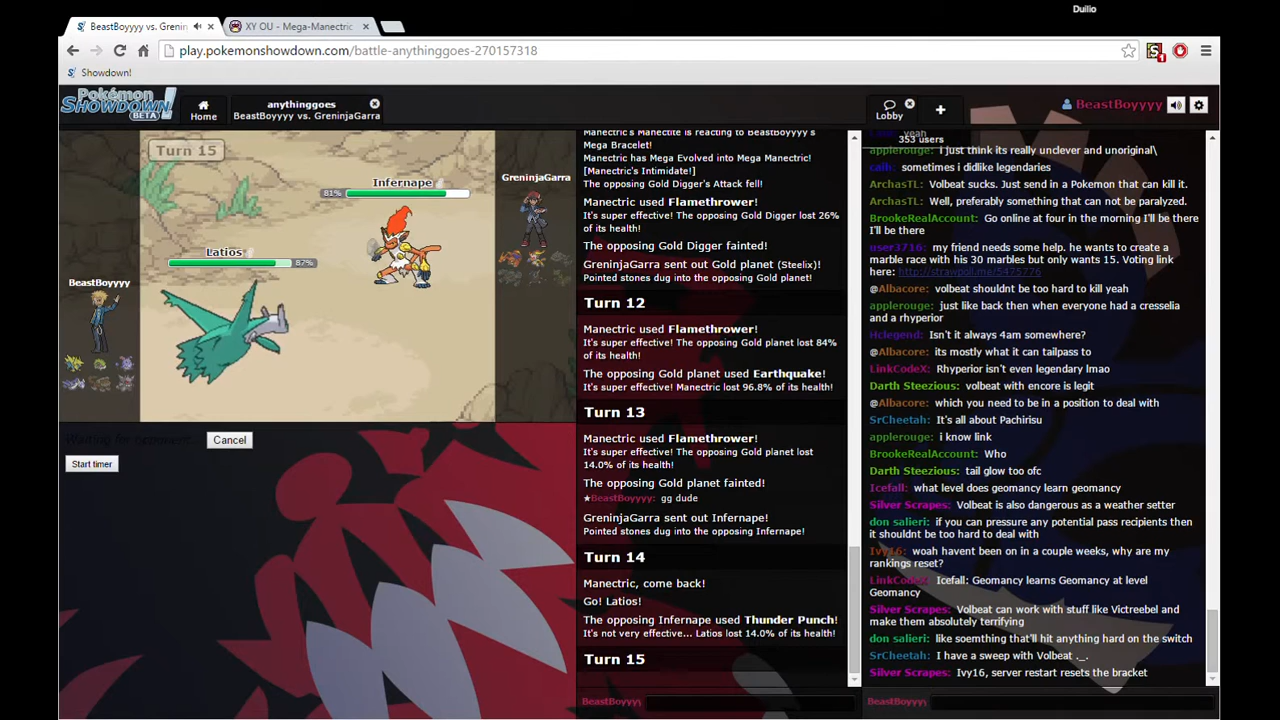 Duilio
BeastBoyyyy vs. Grenin
XY OU - Mega-Manectric
play.pokemonshowdown.com/battle-anythinggoes-270157318
Showdown!
Pokémon
SHOWDOWN!
BETA
Home
anythinggoes
BeastBoyyyy vs. GreninjaGarra
Lobby
BeastBoyyyy
Turn 15
Infernape
81%
Latios
87%
GreninjaGarra
BeastBoyyyy
Waiting for opponent...
Cancel
Start timer
Manectric's Manectite is reacting to BeastBoyyyy's
Mega Bracelet!
Manectric has Mega Evolved into Mega Manectric!
[Manectric's Intimidate!]
The opposing Gold Digger's Attack fell!
Manectric used Flamethrower!
It's super effective! The opposing Gold Digger lost 26%
of its health!
The opposing Gold Digger fainted!
GreninjaGarra sent out Gold planet (Steelix)!
Pointed stones dug into the opposing Gold planet!
Turn 12
Manectric used Flamethrower!
It's super effective! The opposing Gold planet lost 84%
of its health!
The opposing Gold planet used Earthquake!
It's super effective! Manectric lost 96.8% of its health!
Turn 13
Manectric used Flamethrower!
It's super effective! The opposing Gold planet lost
14.0% of its health!
The opposing Gold planet fainted!
★BeastBoyyyy: gg dude
GreninjaGarra sent out Infernape!
Pointed stones dug into the opposing Infernape!
Turn 14
Manectric, come back!
Go! Latios!
The opposing Infernape used Thunder Punch!
It's not very effective... Latios lost 14.0% of its health!
Turn 15
BeastBoyyyy:
yeah
353 users
applerouge: i just think its really unclever and unoriginal\
calli: sometimes i didlike legendaries
ArchasTL: Volbeat sucks. Just send in a Pokemon that can kill it.
ArchasTL: Well, preferably something that can not be paralyzed.
BrookeRealAccount: Go online at four in the morning I'll be there
I'll be there
user3716: my friend needs some help. he wants to create a
marble race with his 30 marbles but only wants 15. Voting link
here: http://strawpoll.me/5475776
@Albacore: volbeat shouldnt be too hard to kill yeah
applerouge: just like back then when everyone had a cresselia
and a rhyperior
Hclegend: Isn't it always 4am somewhere?
@Albacore: its mostly what it can tailpass to
LinkCodeX: Rhyperior isn't even legendary lmao
Darth Steezious: volbeat with encore is legit
@Albacore: which you need to be in a position to deal with
SrCheetah: It's all about Pachirisu
applerouge: i know link
BrookeRealAccount: Who
Darth Steezious: tail glow too ofc
Icefall: what level does geomancy learn geomancy
Silver Scrapes: Volbeat is also dangerous as a weather setter
don salieri: if you can pressure any potential pass recipients then
it shouldnt be too hard to deal with
Ivy16: woah havent been on in a couple weeks, why are my
rankings reset?
LinkCodeX: Icefall: Geomancy learns Geomancy at level
Geomancy
Silver Scrapes: Volbeat can work with stuff like Victreebel and
make them absolutely terrifying
don salieri: like soemthing that'll hit anything hard on the switch
SrCheetah: I have a sweep with Volbeat ._.
Silver Scrapes: Ivy16, server restart resets the bracket
BeastBoyyyy: